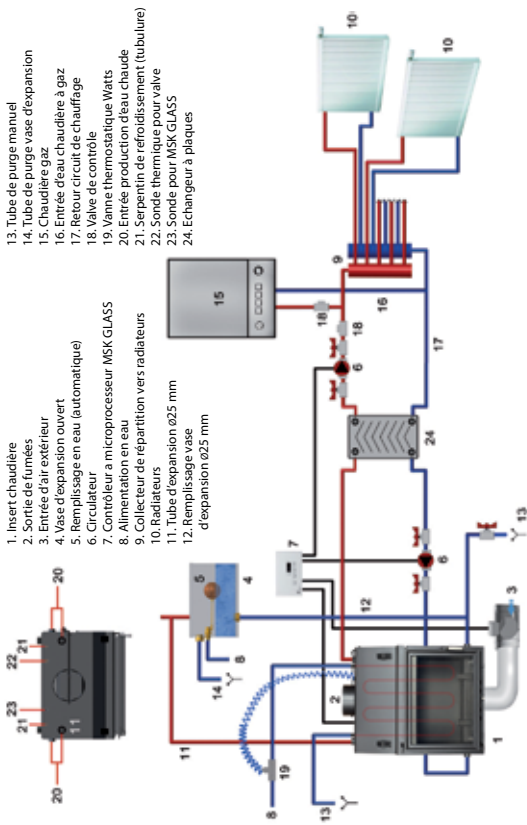 1. Insert chaudière
2. Sortie de fumées
3. Entrée d'air extérieur
4. Vase d'expansion ouvert
5. Remplissage en eau (automatique)
6. Circulateur
7. Contrôleur a microprocesseur MSK GLASS
8. Alimentation en eau
9. Collecteur de répartition vers radiateurs
10. Radiateurs
11. Tube d'expansion ø25 mm
12. Remplissage vase
d'expansion ø25 mm
13. Tube de purge manuel
14. Tube de purge vase d'expansion
15. Chaudière gaz
16. Entrée d'eau chaudière à gaz
17. Retour circuit de chauffage
18. Valve de contrôle
19. Vanne thermostatique Watts
20. Entrée production d'eau chaude
21. Serpentin de refroidissement (tubulure)
22. Sonde thermique pour valve
23. Sonde pour MSK GLASS
24. Echangeur à plaques
20
21
22
23
21
11
20
20
11
14
8
5
4
7
15
18
18
6
9
16
17
10
10
24
12
6
13
3
2
19
8
13
1